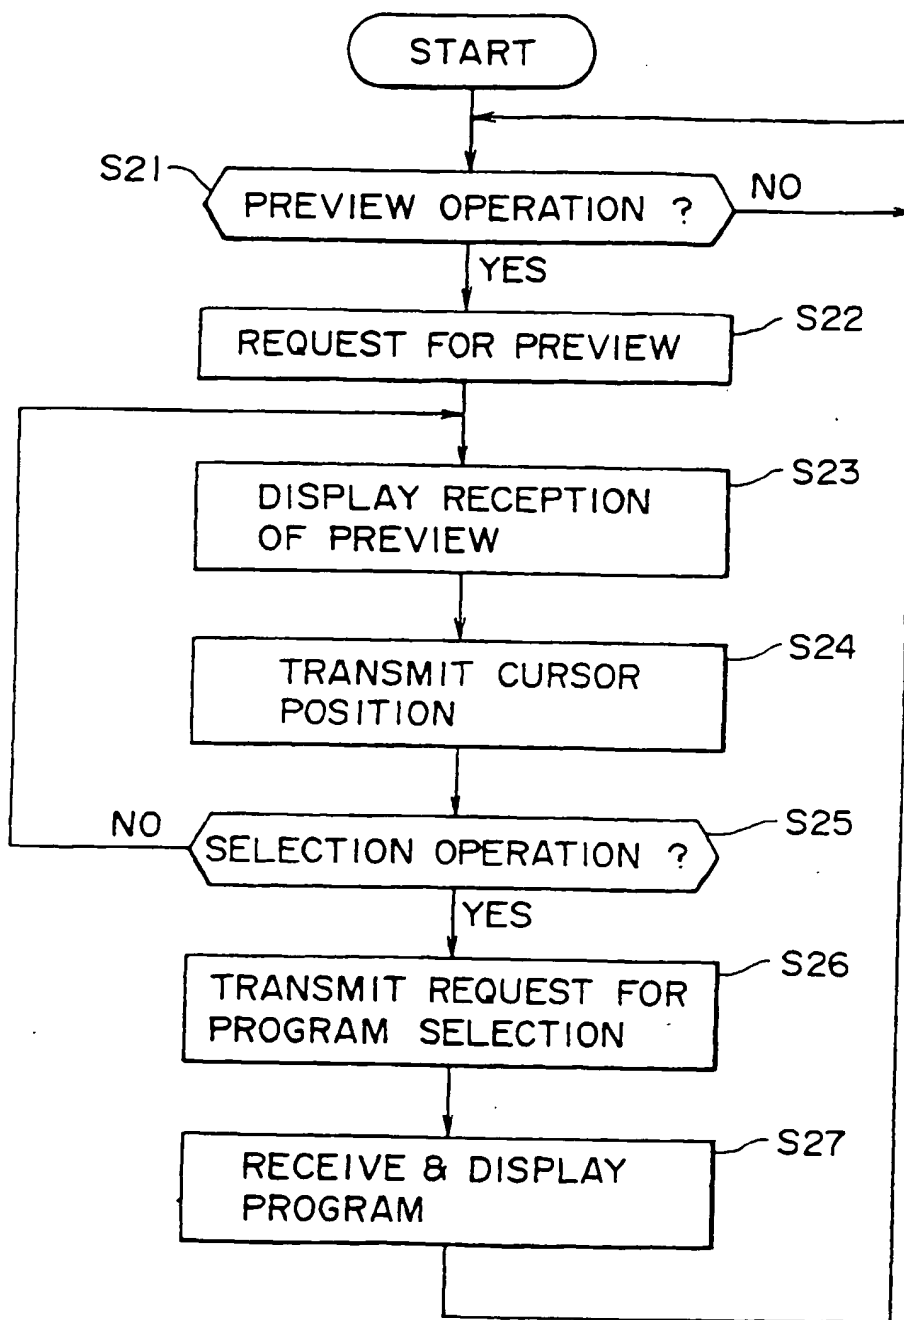 START
S21
PREVIEW OPERATION ?
NO
YES
S22
REQUEST FOR PREVIEW
S23
DISPLAY RECEPTION
OF PREVIEW
S24
TRANSMIT CURSOR
POSITION
NO
S25
SELECTION OPERATION ?
YES
S26
TRANSMIT REQUEST FOR
PROGRAM SELECTION
S27
RECEIVE & DISPLAY
PROGRAM